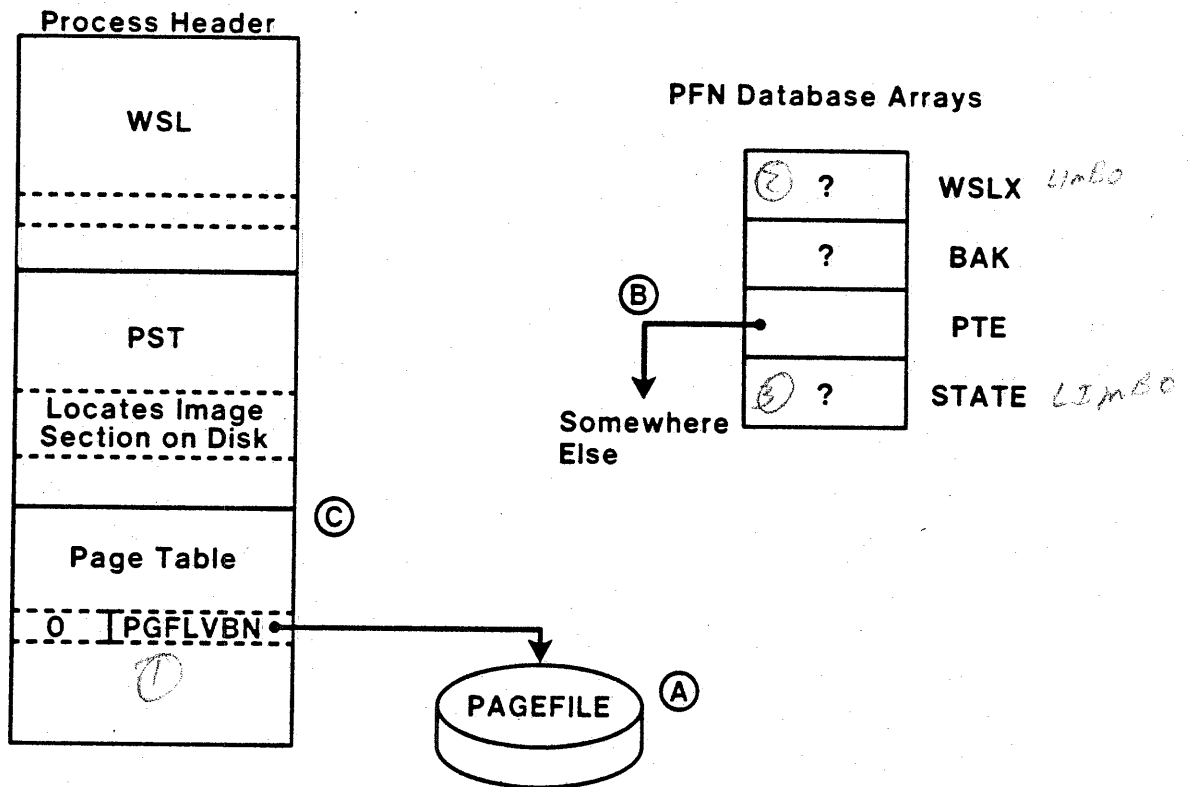 Process Header
WSL
PST
Locates Image
Section on Disk
Page Table
0 PGFLVBN
1
PFN Database Arrays
2 ? WSLX LIMBO
? BAK
B
PTE
3 ? STATE LIMBO
Somewhere
Else
C
PAGEFILE
A